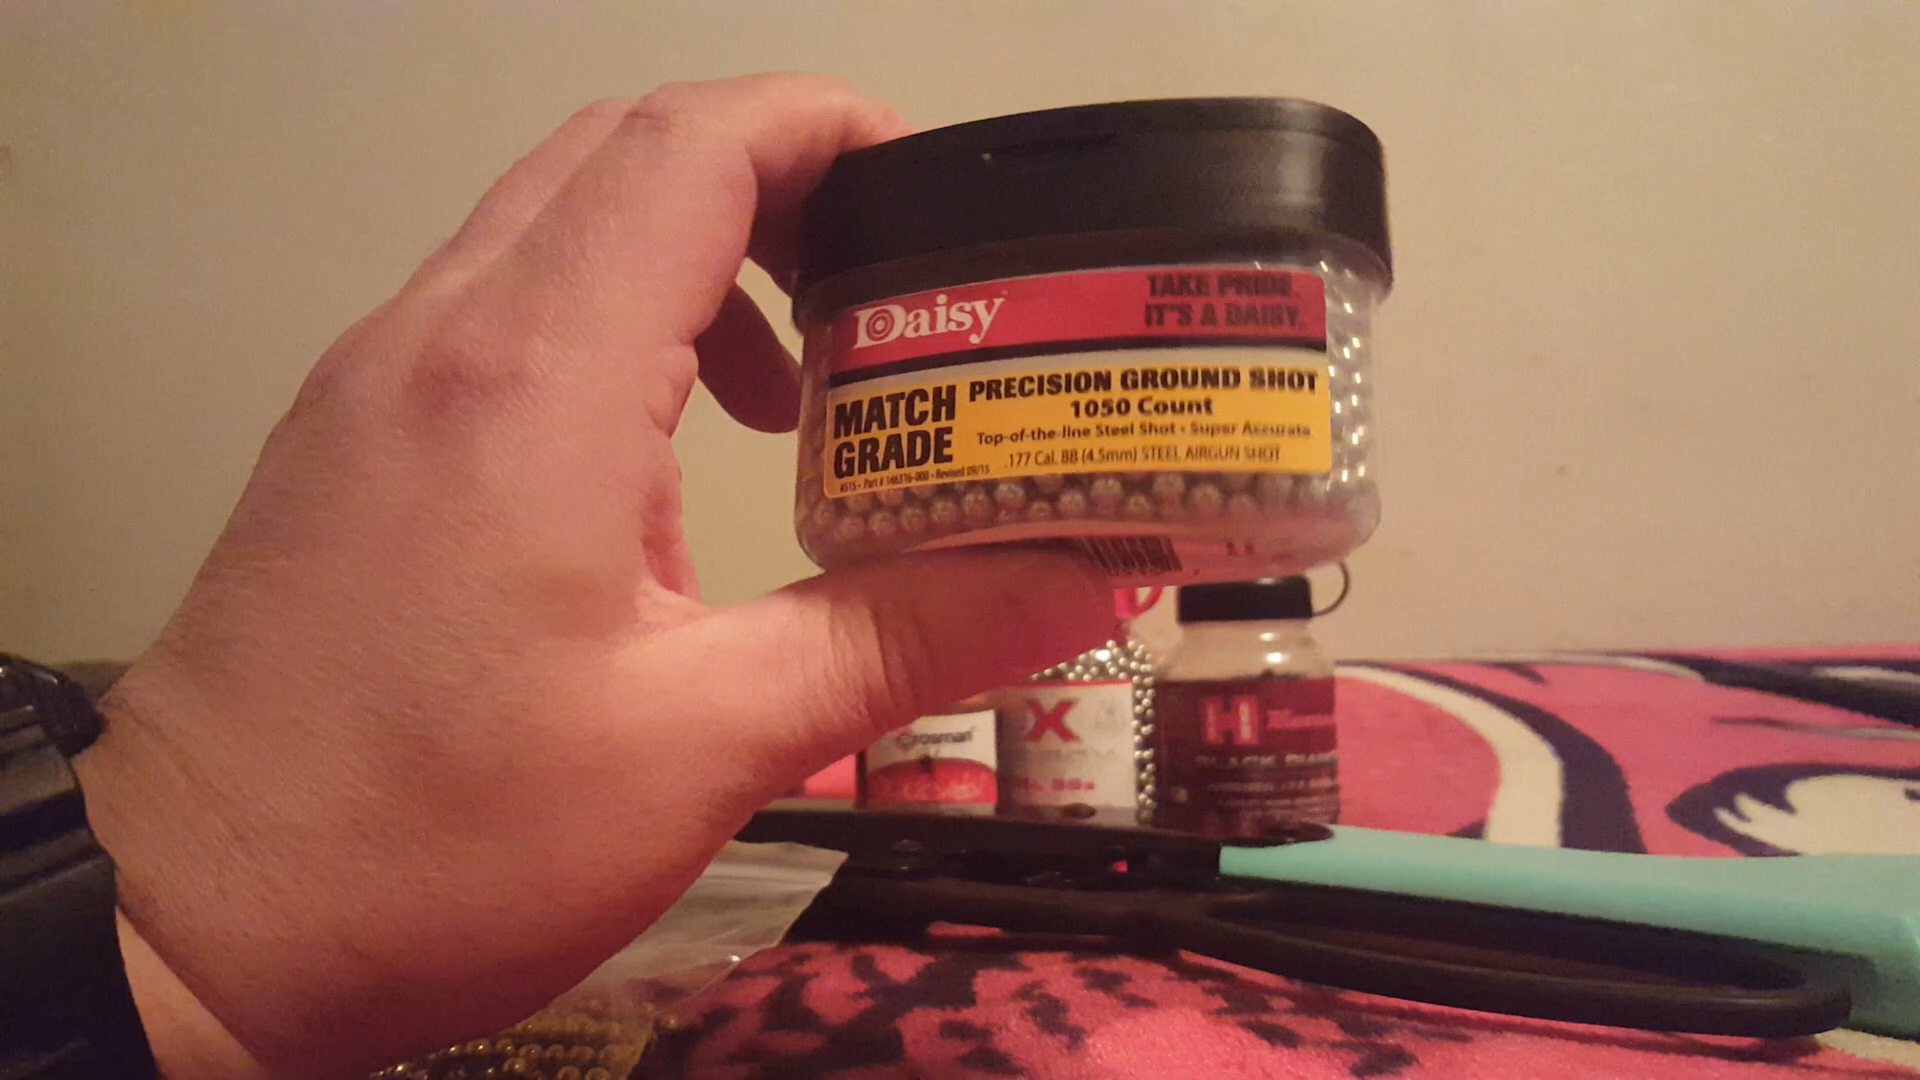 Daisy
TAKE PRIDE.
IT'S A DAISY.
MATCH
GRADE
PRECISION GROUND SHOT
1050 Count
Top-of-the-line Steel Shot • Super Accurate
.177 Cal. BB (4.5mm) STEEL AIRGUN SHOT
Crosman
X
H
BLACK